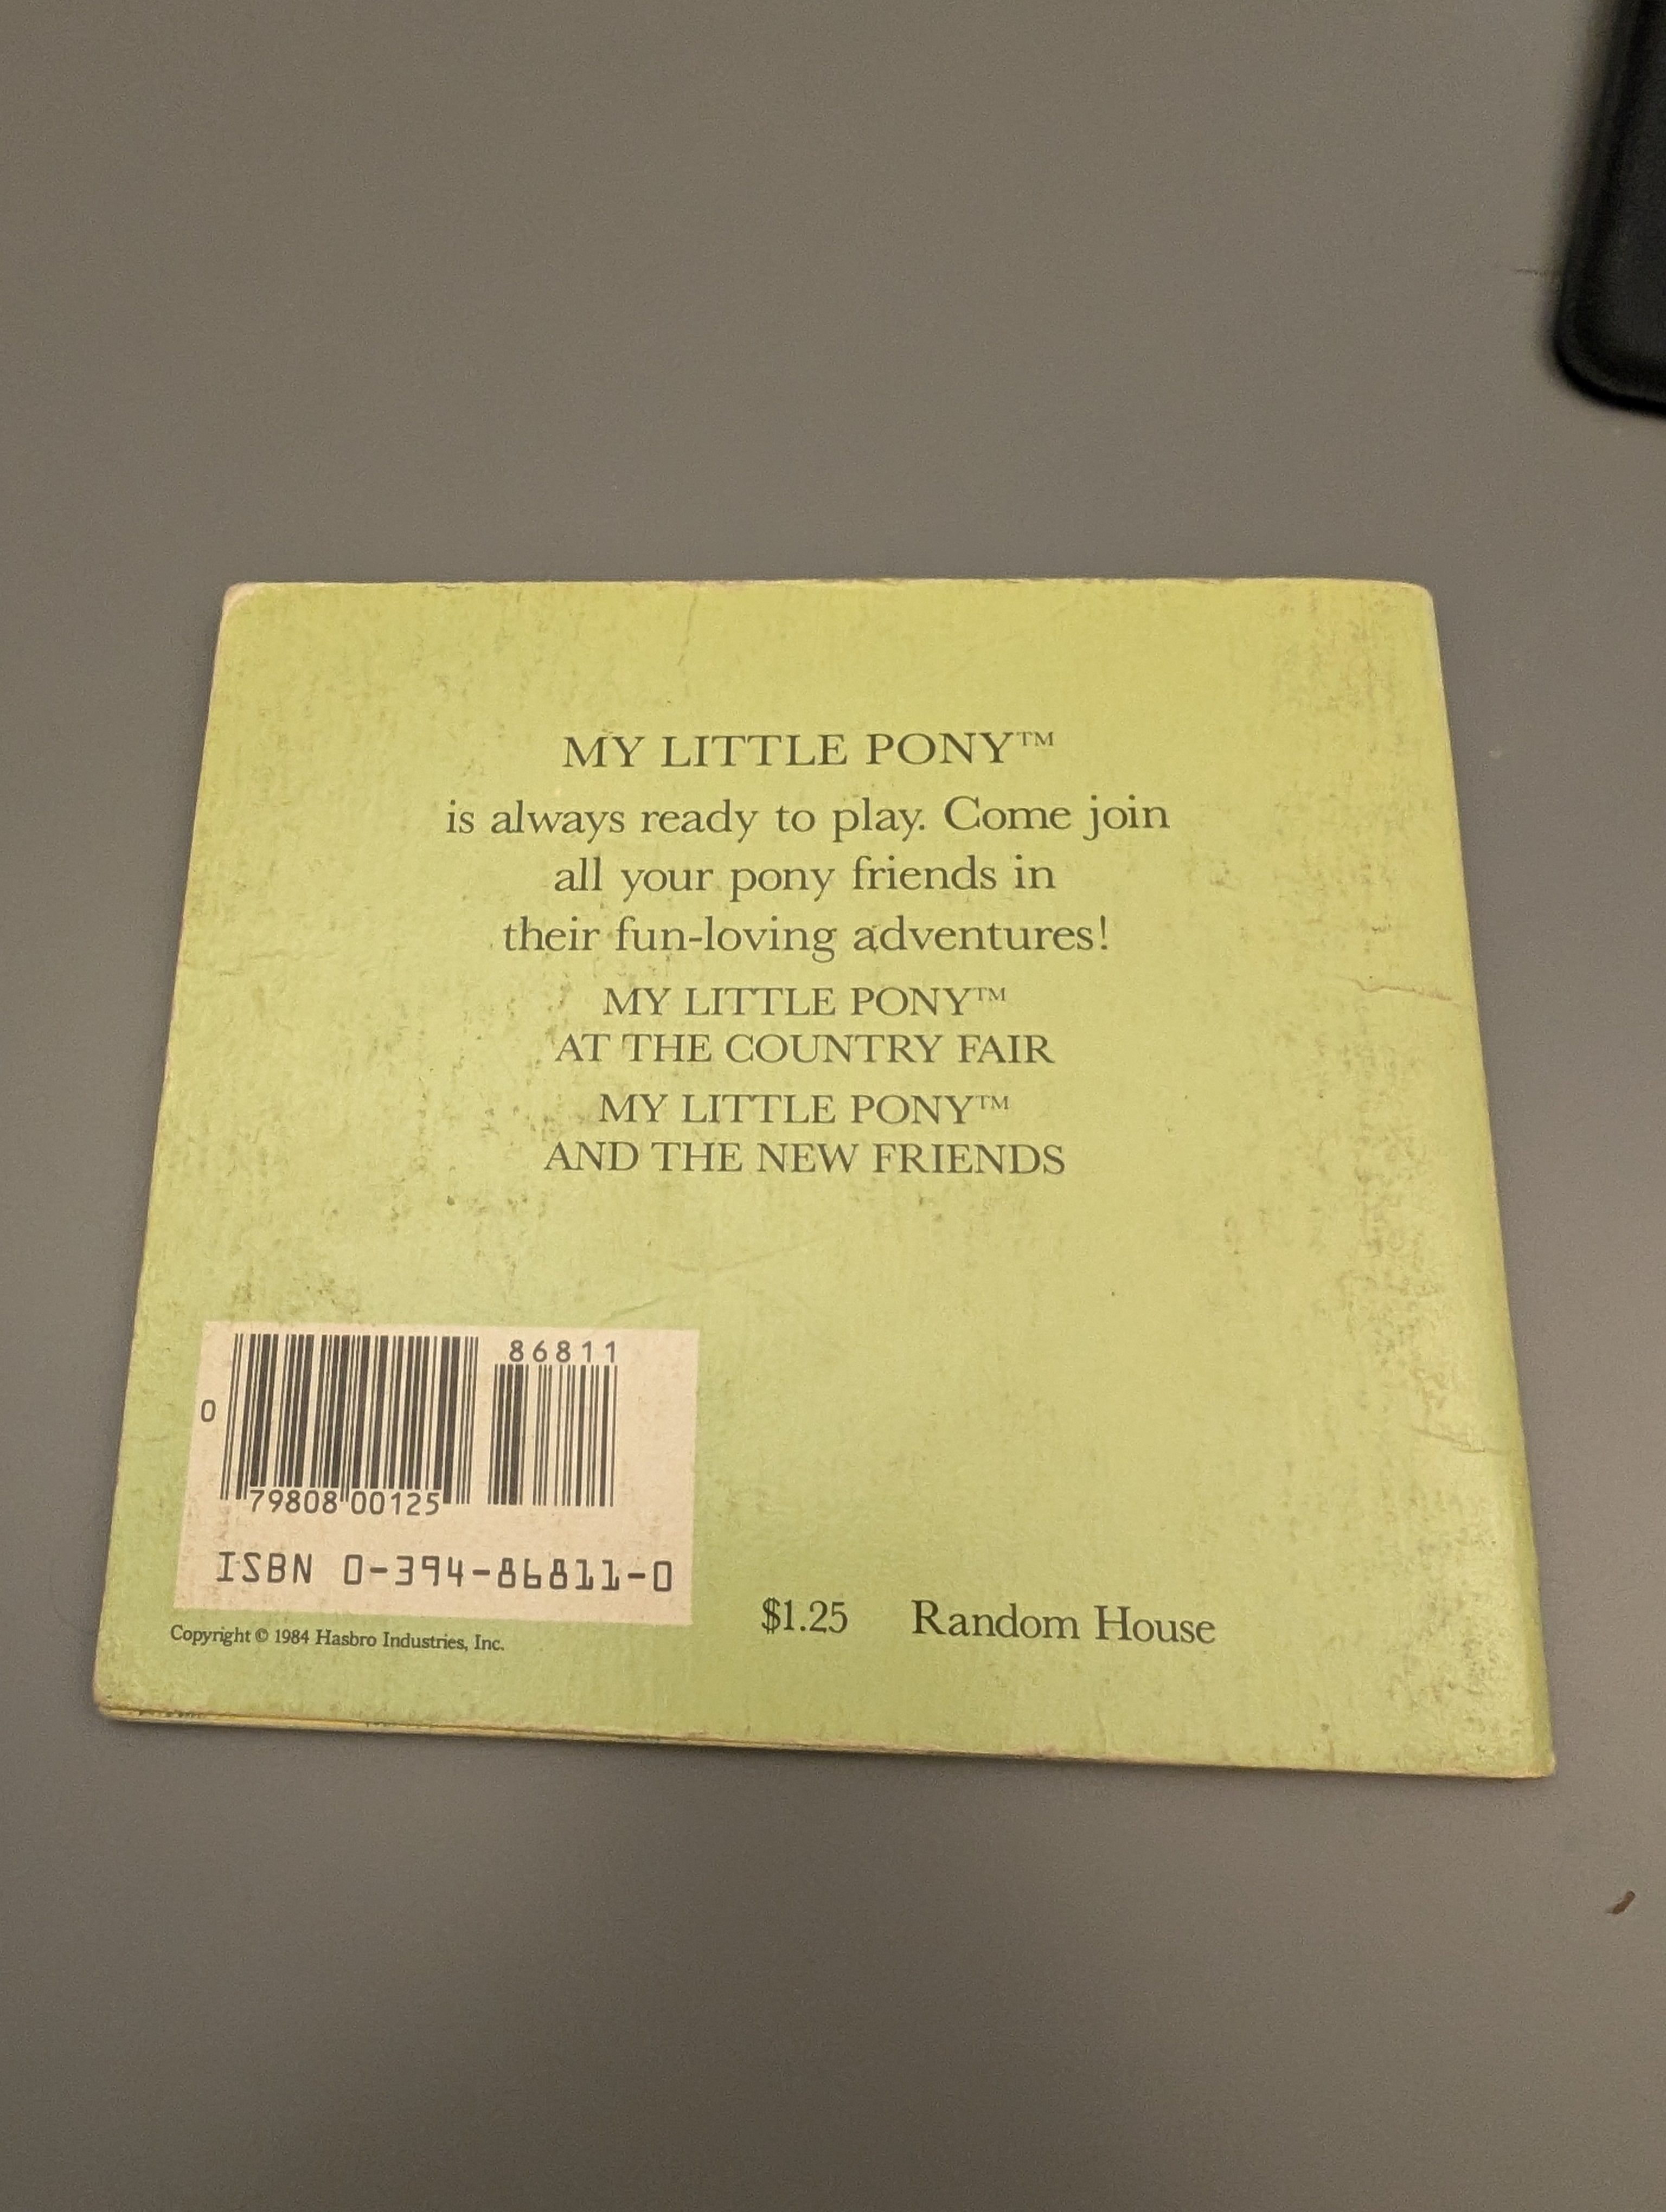 MY LITTLE PONY™
is always ready to play. Come join
all your pony friends in
their fun-loving adventures!
MY LITTLE PONY™
AT THE COUNTRY FAIR
MY LITTLE PONY™
AND THE NEW FRIENDS
86811
0
79808 00125
ISBN 0-394-86811-0
Copyright © 1984 Hasbro Industries, Inc.
$1.25 Random House